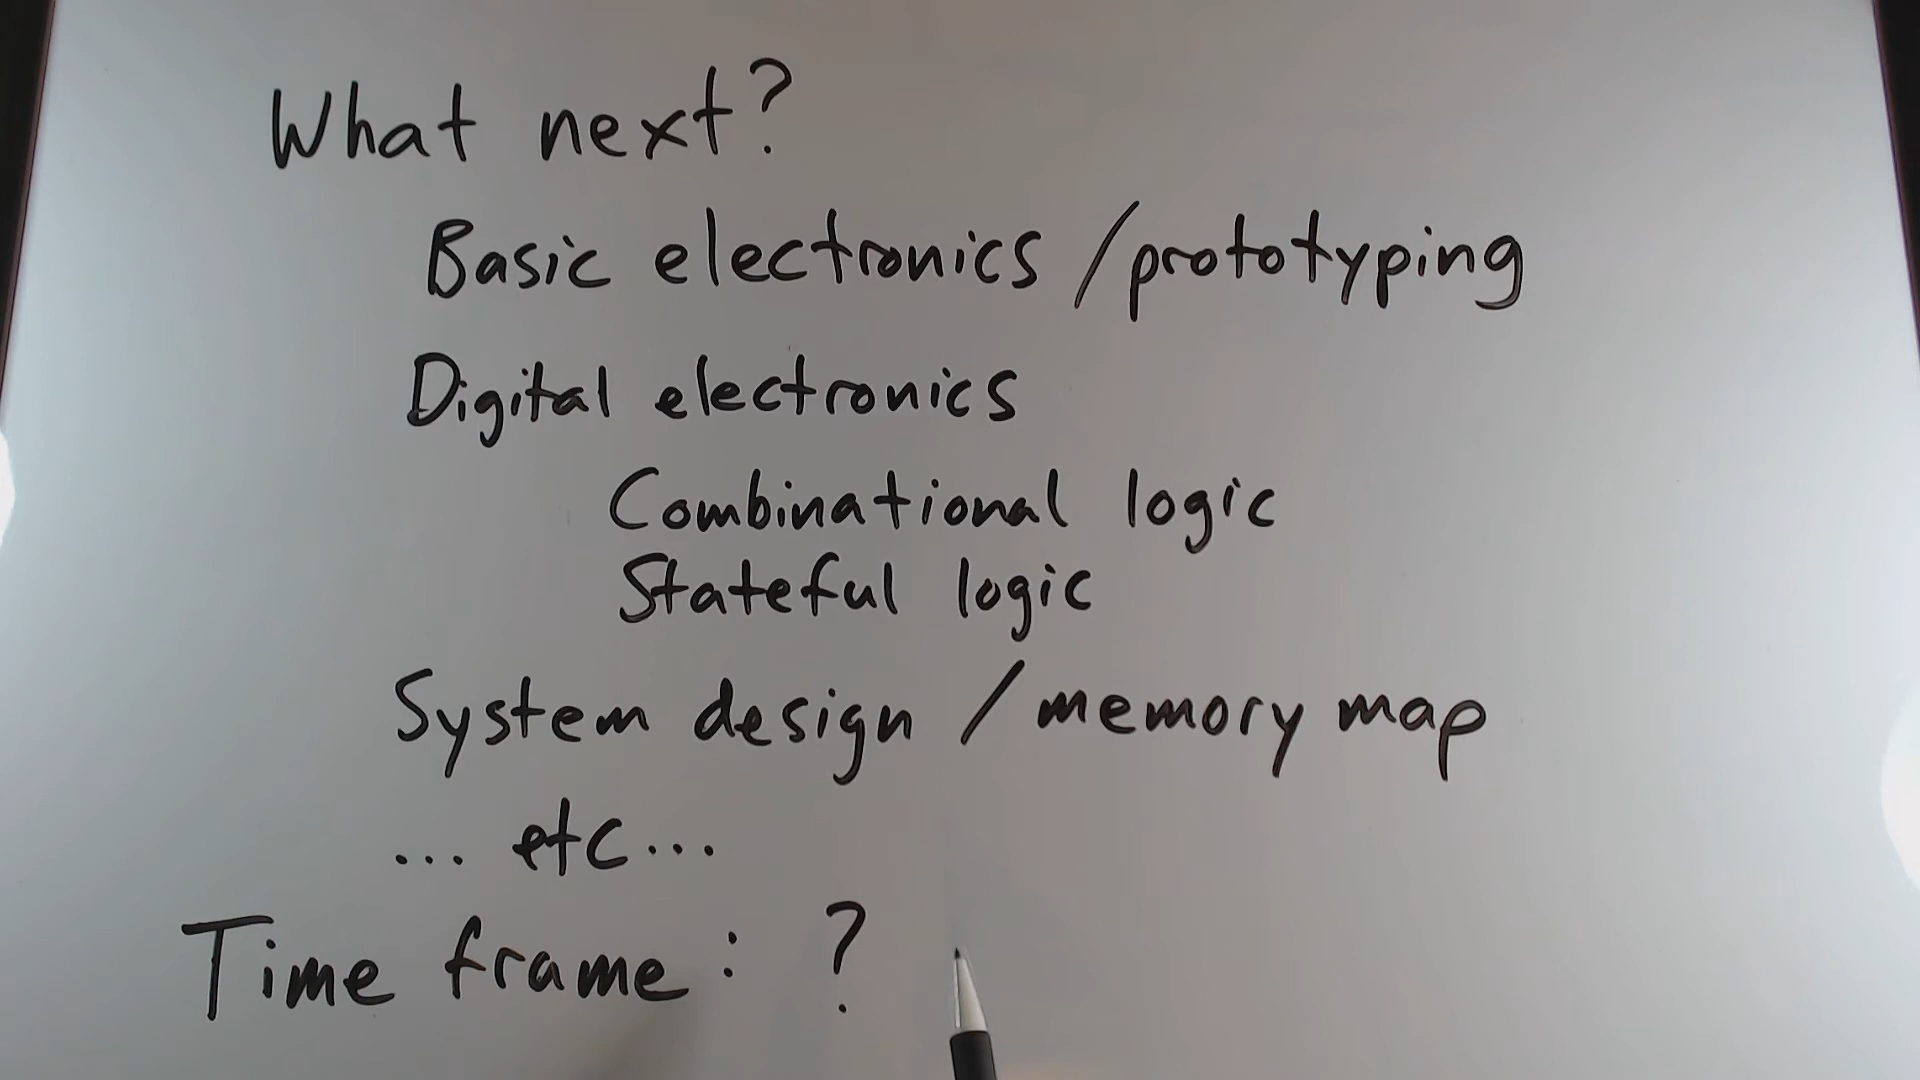 What next?
Basic electronics / prototyping
Digital electronics
Combinational logic
Stateful logic
System design / memory map
... etc...
Time frame: ?